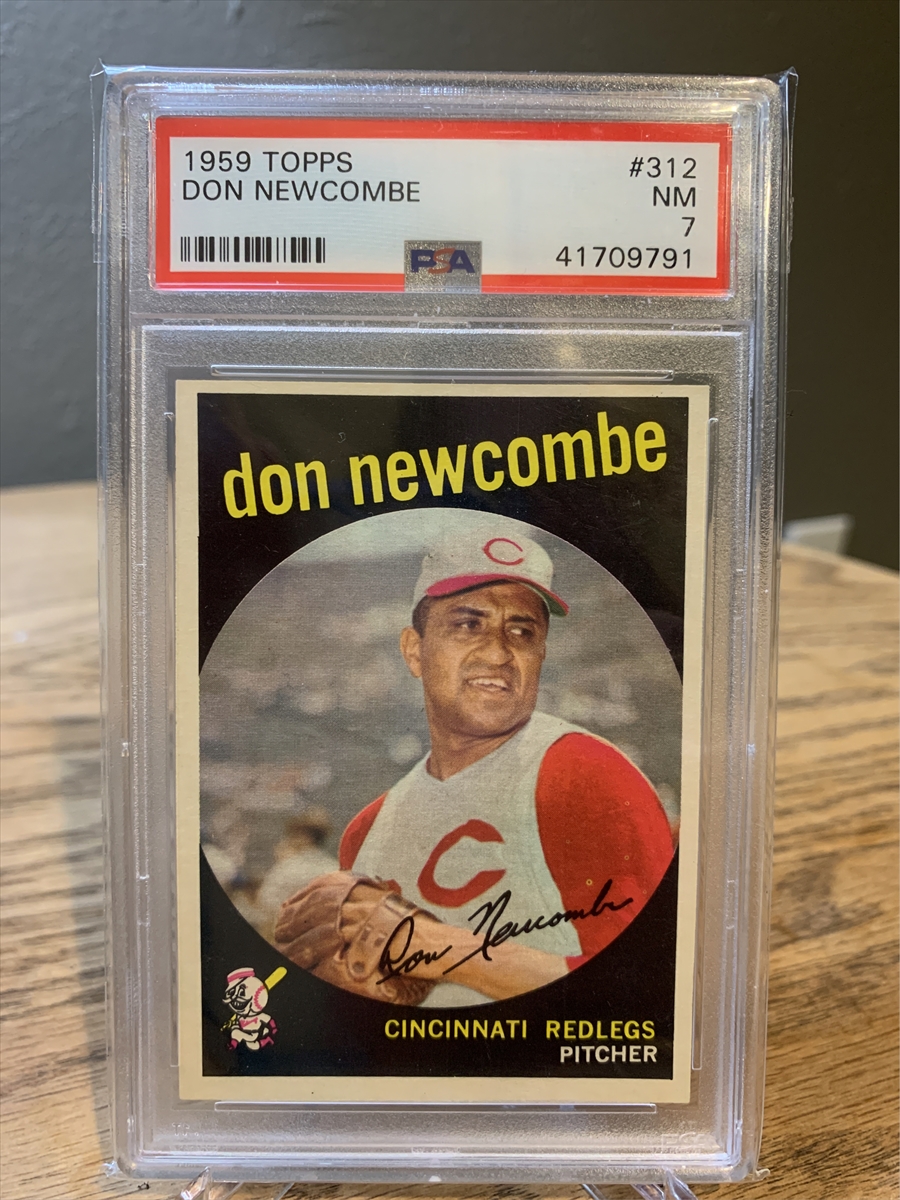 1959 TOPPS #312
DON NEWCOMBE NM
7
PSA 41709791
don newcombe
C
C
Don Newcombe
CINCINNATI REDLEGS
PITCHER